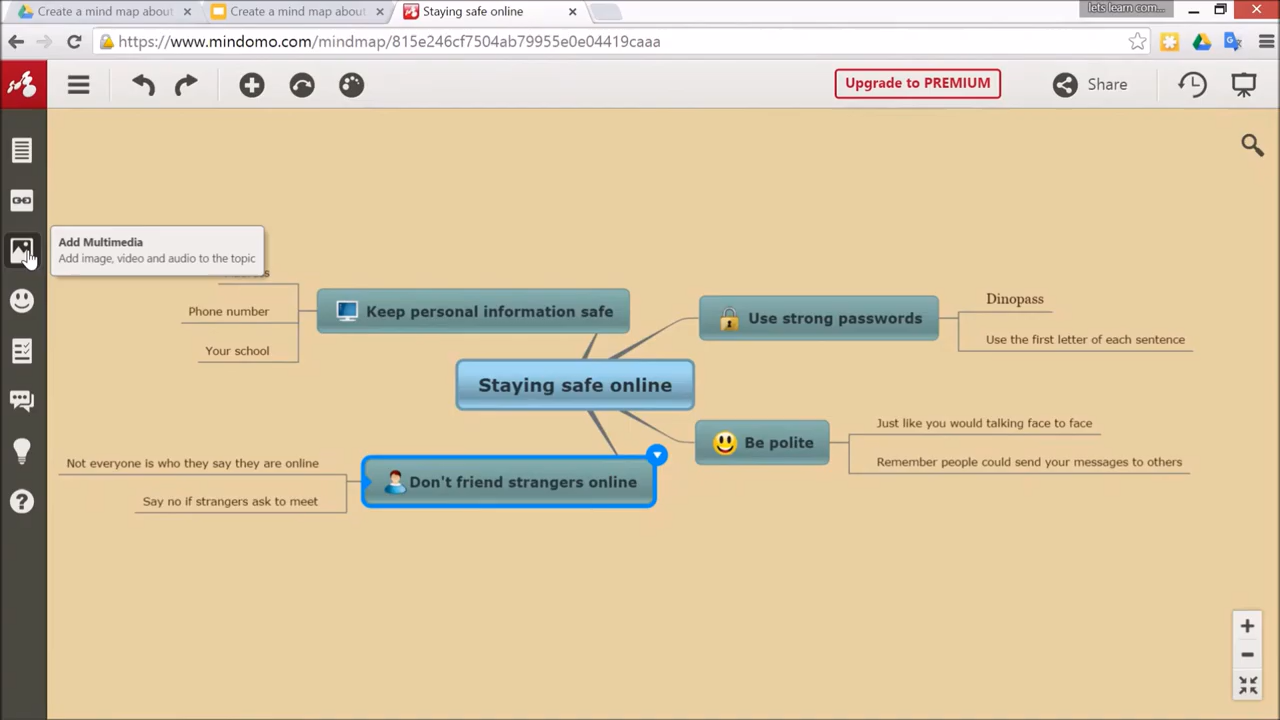 Create a mind map about
Create a mind map about
Staying safe online
lets learn com...
https://www.mindomo.com/mindmap/815e246cf7504ab79955e0e04419caaa
Upgrade to PREMIUM
Share
Add Multimedia
Add image, video and audio to the topic
Phone number
Your school
Keep personal information safe
Staying safe online
Use strong passwords
Dinopass
Use the first letter of each sentence
Be polite
Just like you would talking face to face
Remember people could send your messages to others
Don't friend strangers online
Not everyone is who they say they are online
Say no if strangers ask to meet